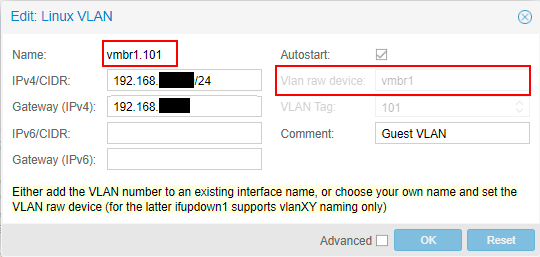 Edit: Linux VLAN
Name: vmbr1.101 Autostart:
IPv4/CIDR: 192.168. /24 Vlan raw device: vmbr1
Gateway (IPv4): 192.168. VLAN Tag: 101
IPv6/CIDR: Comment: Guest VLAN
Gateway (IPv6):
Either add the VLAN number to an existing interface name, or choose your own name and set the
VLAN raw device (for the latter ifupdown1 supports vlanXY naming only)
Advanced OK Reset